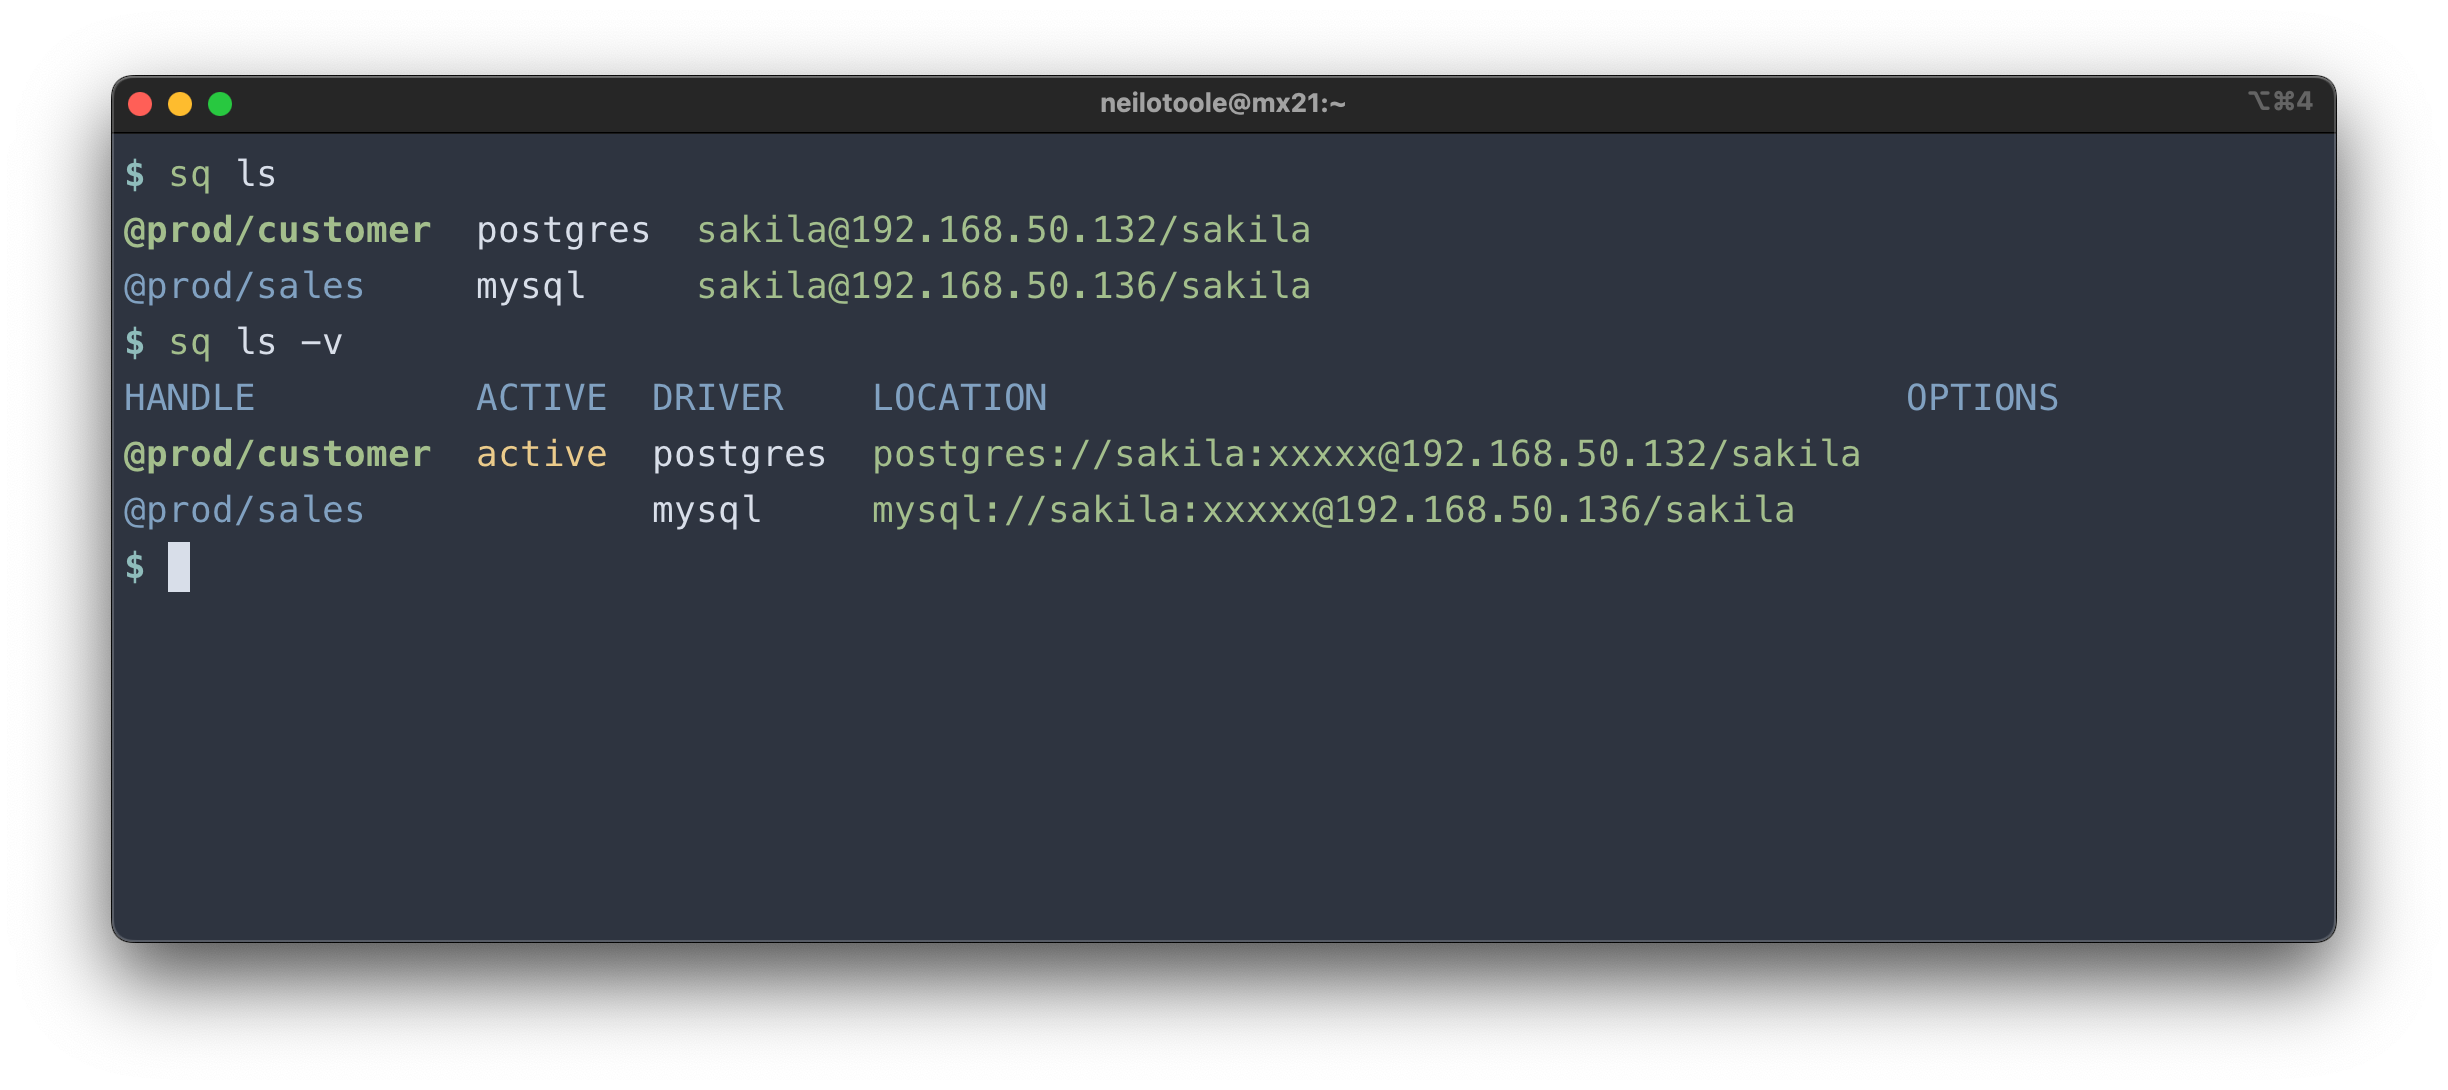 neilotoole@mx21:~ ⌥⌘4
$ sq ls
@prod/customer  postgres  sakila@192.168.50.132/sakila
@prod/sales     mysql     sakila@192.168.50.136/sakila
$ sq ls -v
HANDLE          ACTIVE  DRIVER    LOCATION                                       OPTIONS
@prod/customer  active  postgres  postgres://sakila:xxxxx@192.168.50.132/sakila
@prod/sales             mysql     mysql://sakila:xxxxx@192.168.50.136/sakila
$